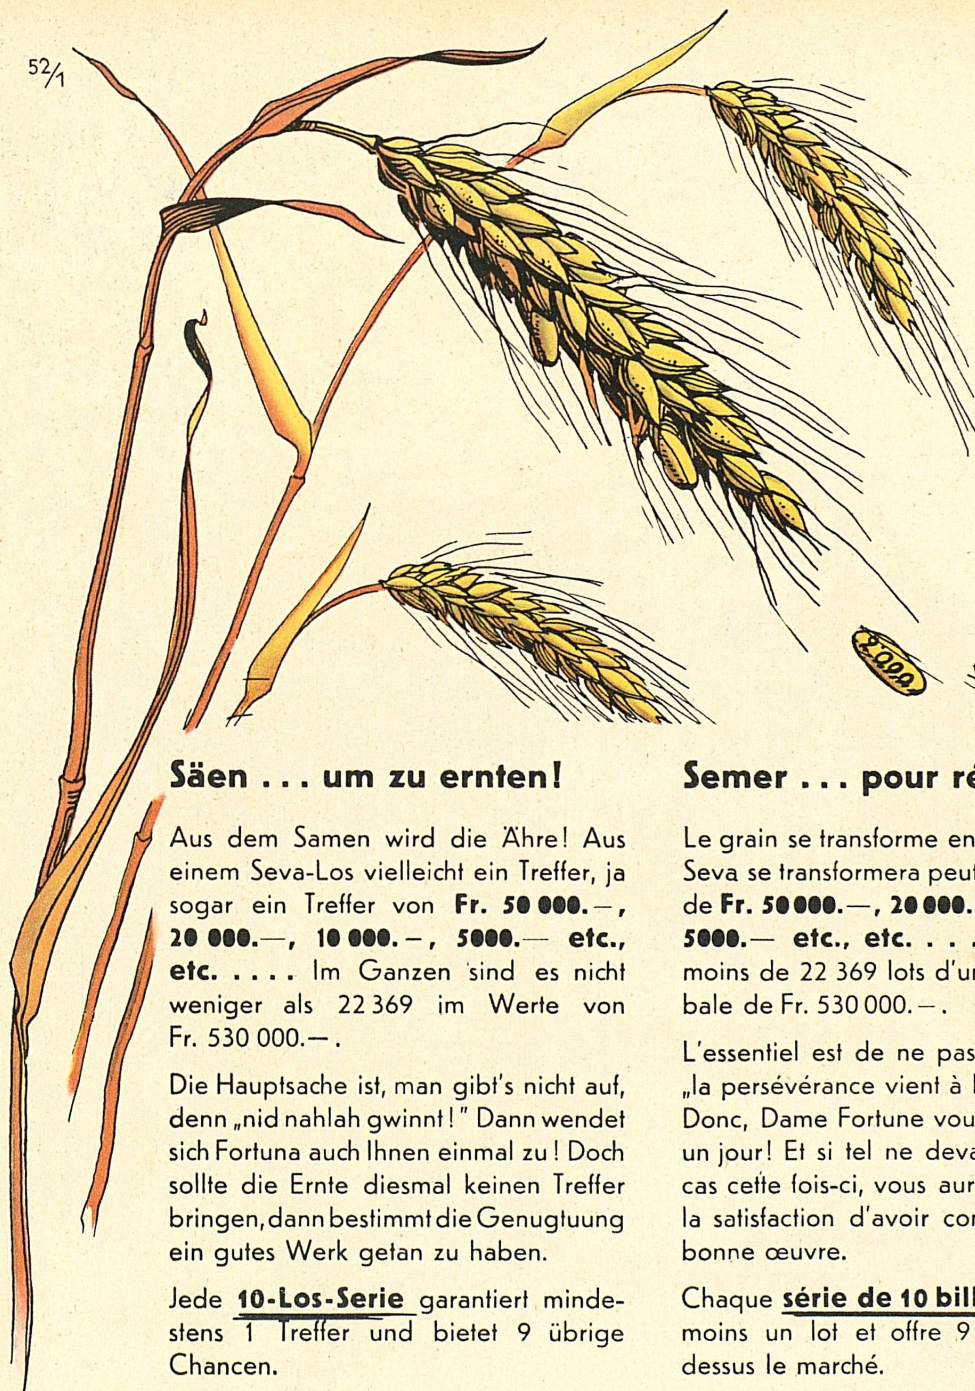 52/1
2.000
Säen ... um zu ernten!
Aus dem Samen wird die Ähre! Aus
einem Seva-Los vielleicht ein Treffer, ja
sogar ein Treffer von Fr. 50 000.—,
20 000.—, 10 000.—, 5000.— etc.,
etc. .... Im Ganzen sind es nicht
weniger als 22 369 im Werte von
Fr. 530 000.—.
Die Hauptsache ist, man gibt's nicht auf,
denn „nid nahlah gwinnt!" Dann wendet
sich Fortuna auch Ihnen einmal zu! Doch
sollte die Ernte diesmal keinen Treffer
bringen, dann bestimmt die Genugtuung
ein gutes Werk getan zu haben.
Jede 10-Los-Serie garantiert minde-
stens 1 Treffer und bietet 9 übrige
Chancen.
Semer ... pour ré
Le grain se transforme en
Seva se transformera peut
de Fr. 50 000.—, 20 000.
5000.— etc., etc. . . .
moins de 22 369 lots d'un
bale de Fr. 530 000.—.
L'essentiel est de ne pas
„la persévérance vient à l
Donc, Dame Fortune vou
un jour! Et si tel ne deva
cas cette fois-ci, vous aur
la satisfaction d'avoir con
bonne œuvre.
Chaque série de 10 bill
moins un lot et offre 9
dessus le marché.